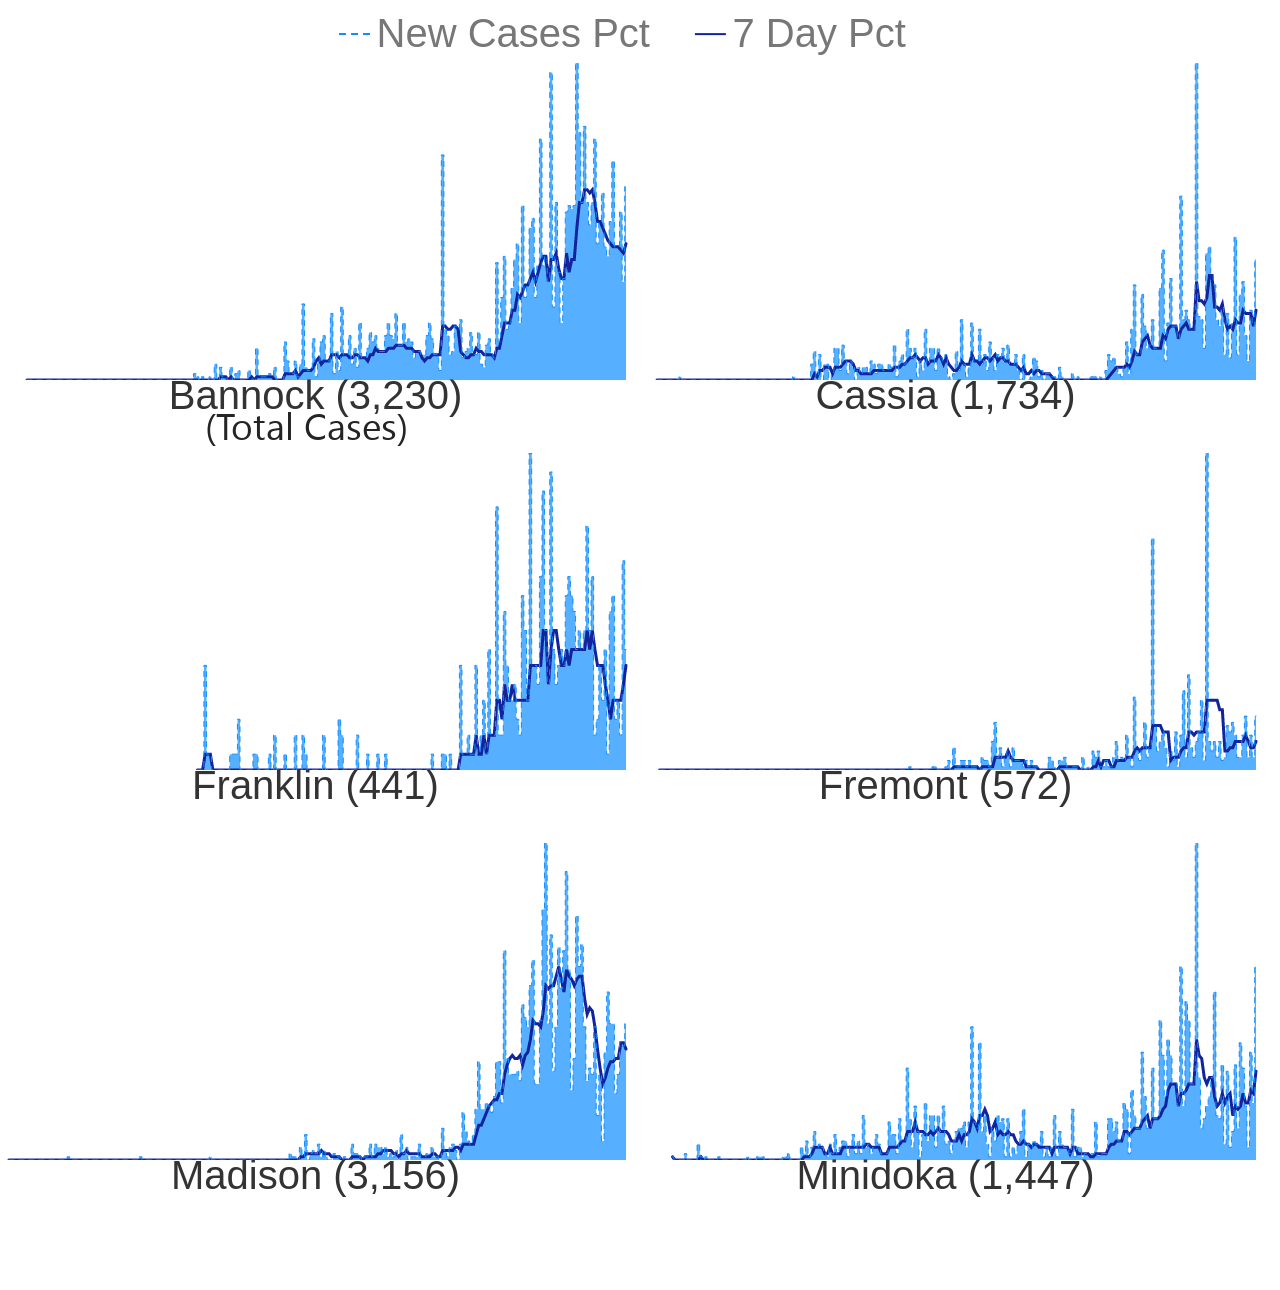 New Cases Pct 7 Day Pct
Bannock (3,230) Cassia (1,734)
(Total Cases)
Franklin (441) Fremont (572)
Madison (3,156) Minidoka (1,447)